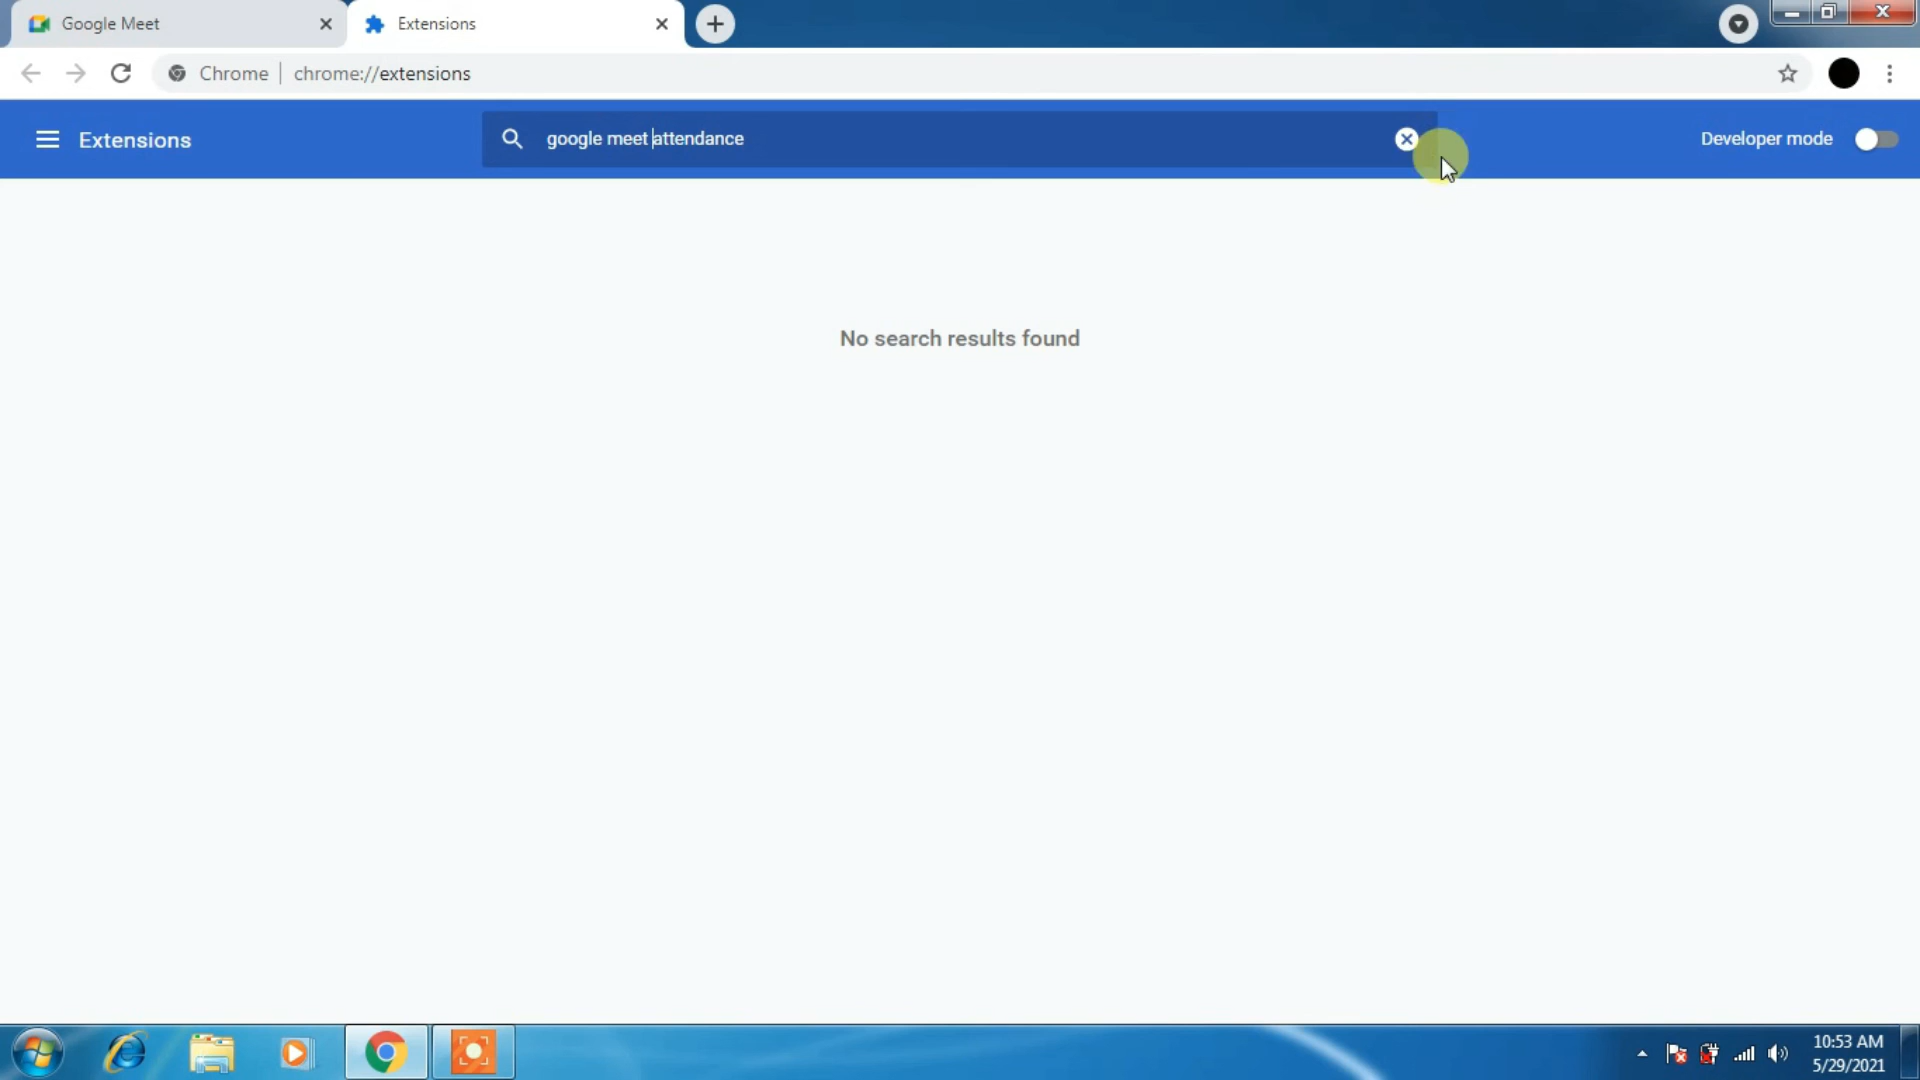 Google Meet
Extensions
Chrome
chrome://extensions
Extensions
google meet attendance
Developer mode
No search results found
10:53 AM
5/29/2021